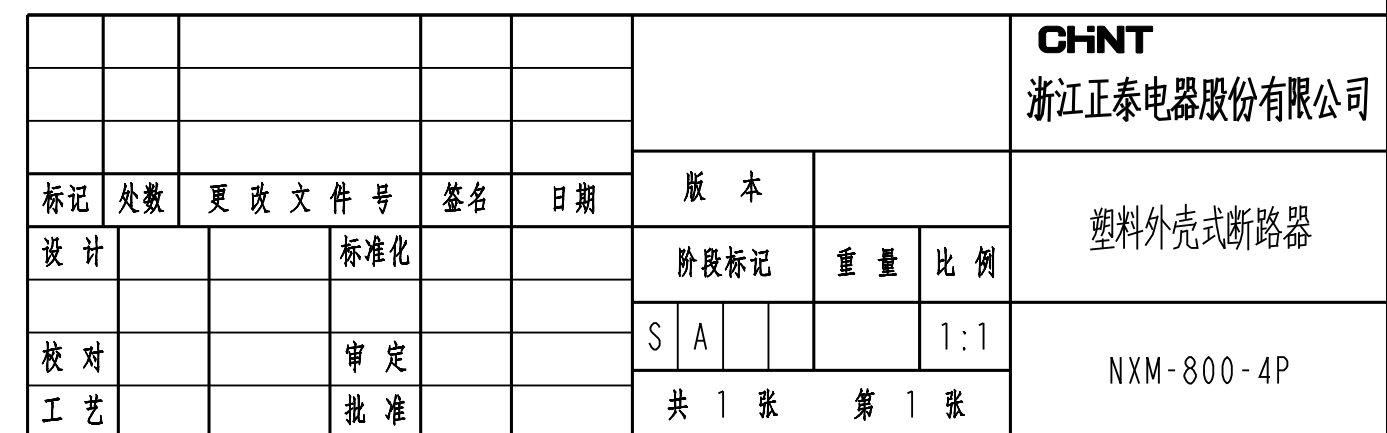 CHNT
浙江正泰电器股份有限公司
标记 处数 更改文件号 签名 日期
版本
塑料外壳式断路器
设计 标准化
阶段标记 重量 比例
S A 1:1
校对 审定
NXM-800-4P
工艺 批准
共 1 张 第 1 张